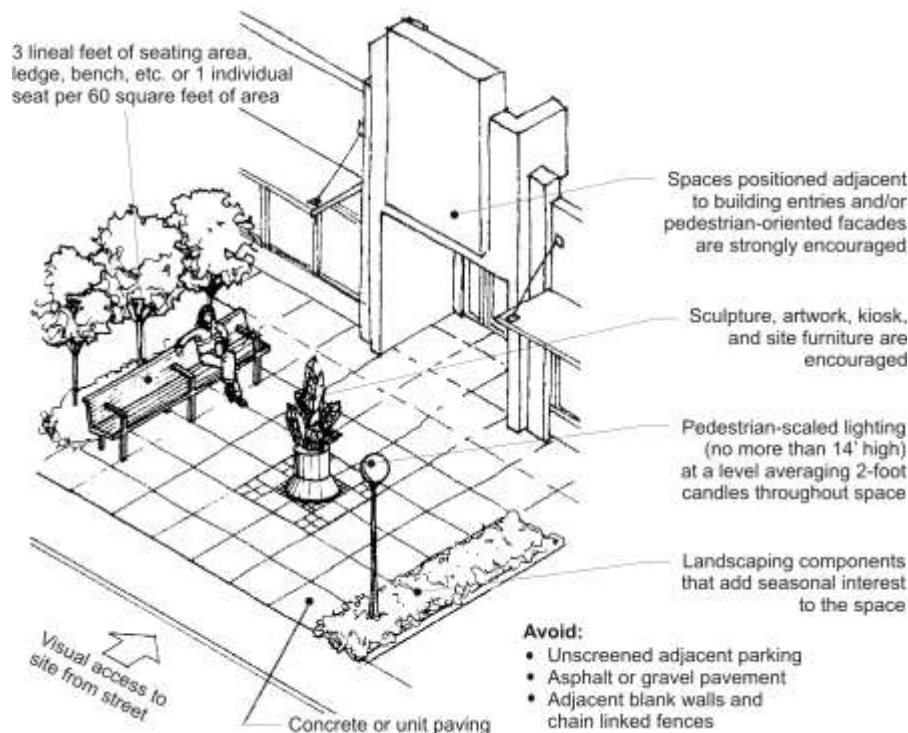 3 lineal feet of seating area,
ledge, bench, etc. or 1 individual
seat per 60 square feet of area
Spaces positioned adjacent
to building entries and/or
pedestrian-oriented facades
are strongly encouraged
Sculpture, artwork, kiosk,
and site furniture are
encouraged
Pedestrian-scaled lighting
(no more than 14' high)
at a level averaging 2-foot
candles throughout space
Landscaping components
that add seasonal interest
to the space
Visual access to
site from street
Concrete or unit paving
Avoid:
• Unscreened adjacent parking
• Asphalt or gravel pavement
• Adjacent blank walls and
chain linked fences